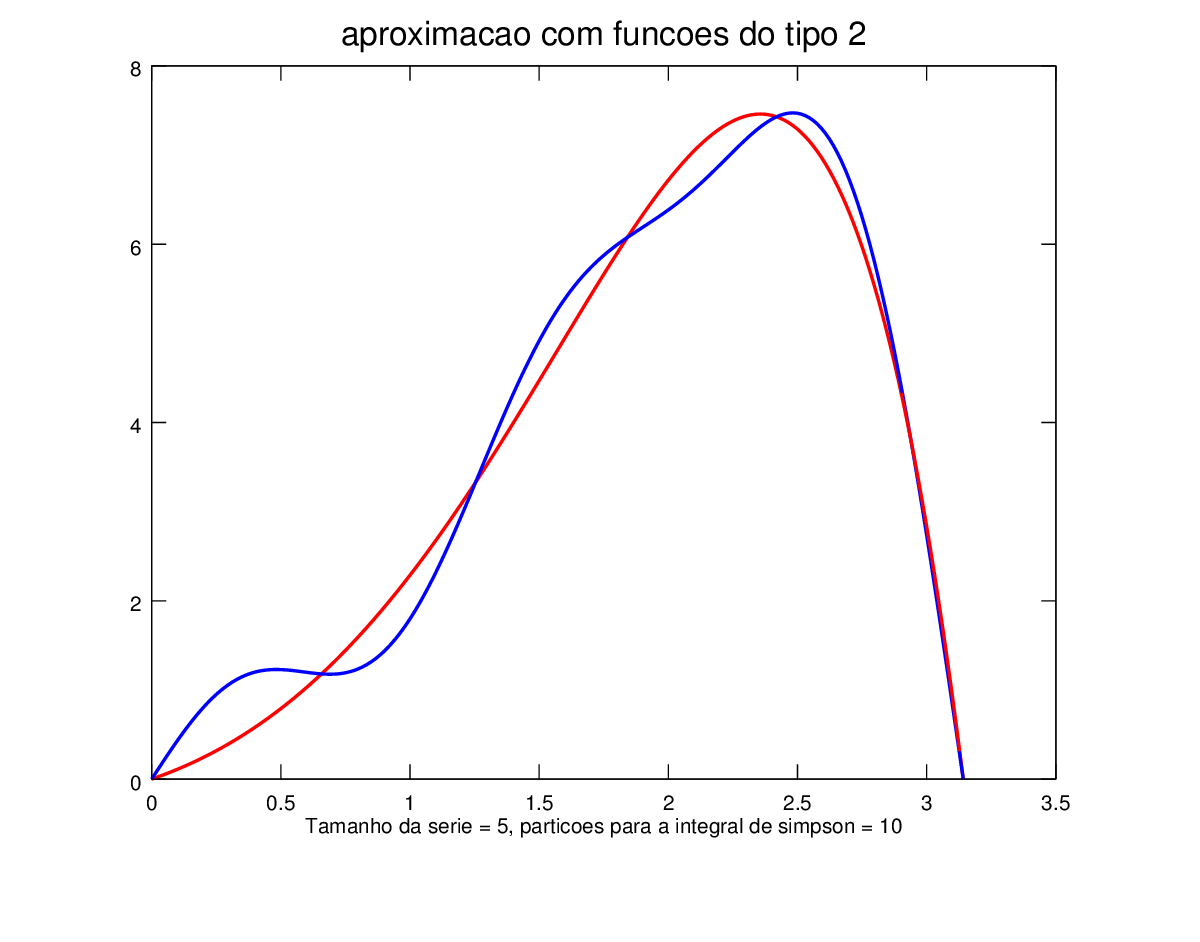 aproximacao com funcoes do tipo 2
8
6
4
2
0
0 0.5 1 1.5 2 2.5 3 3.5
Tamanho da serie = 5, particoes para a integral de simpson = 10